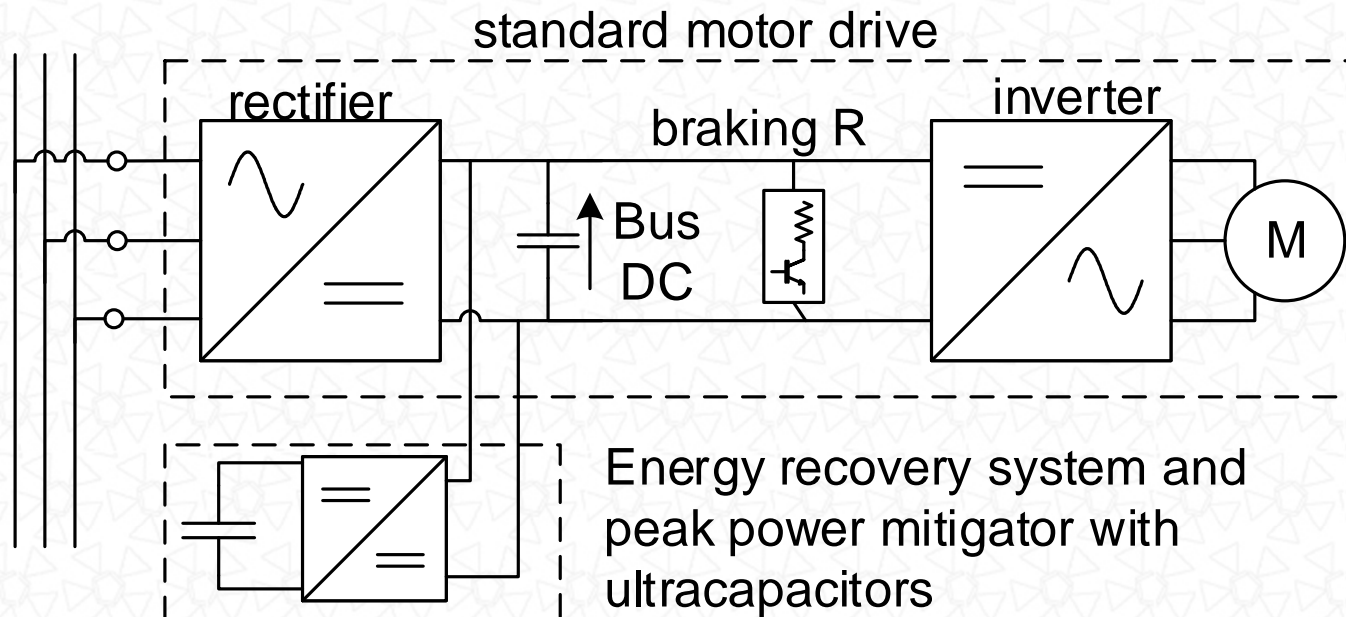 standard motor drive
rectifier
inverter
braking R
Bus
DC
M
Energy recovery system and
peak power mitigator with
ultracapacitors